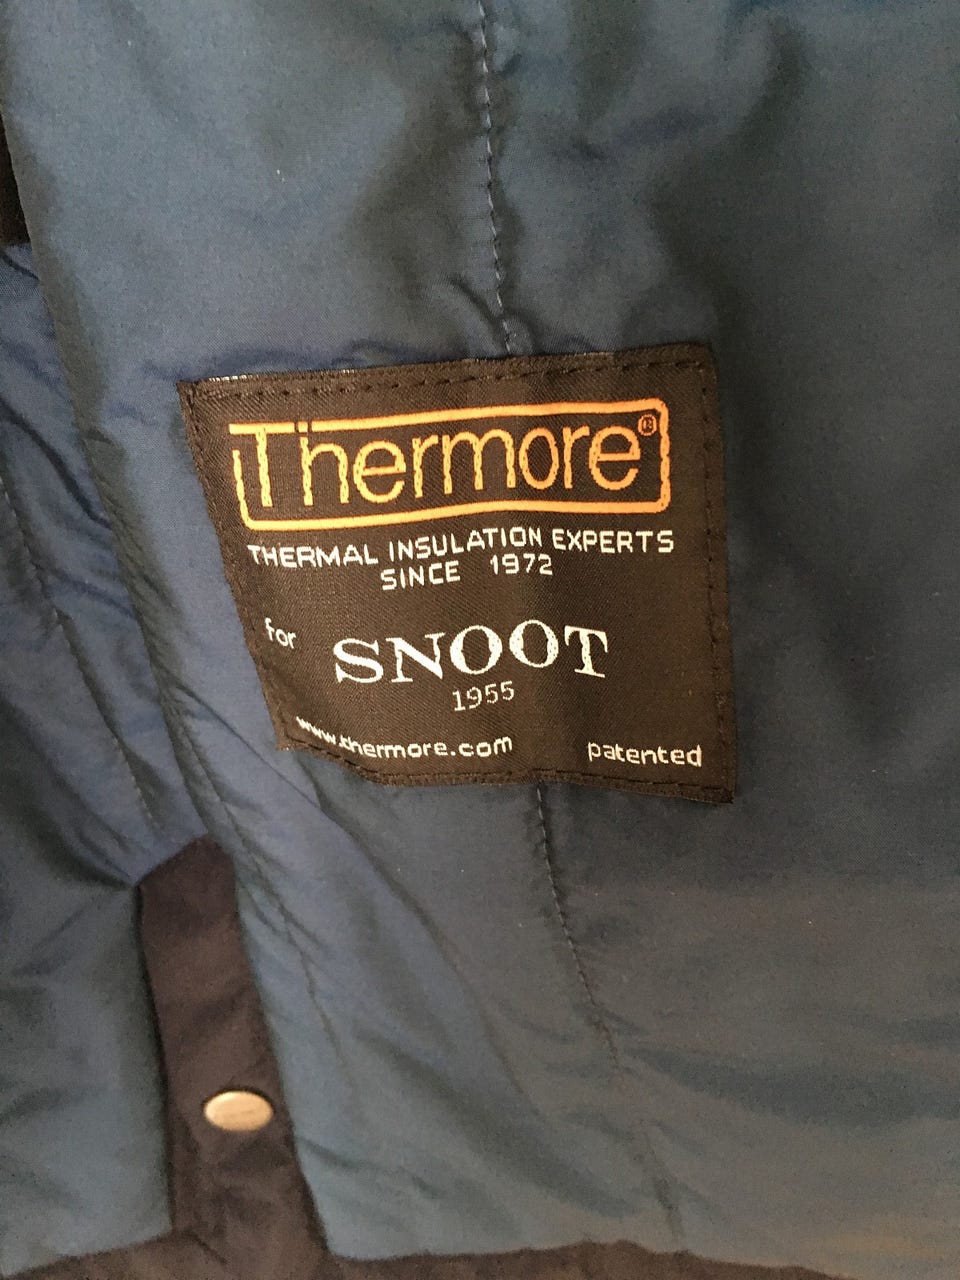 Thermore®
THERMAL INSULATION EXPERTS
SINCE 1972
for SNOOT
1955
www.thermore.com patented